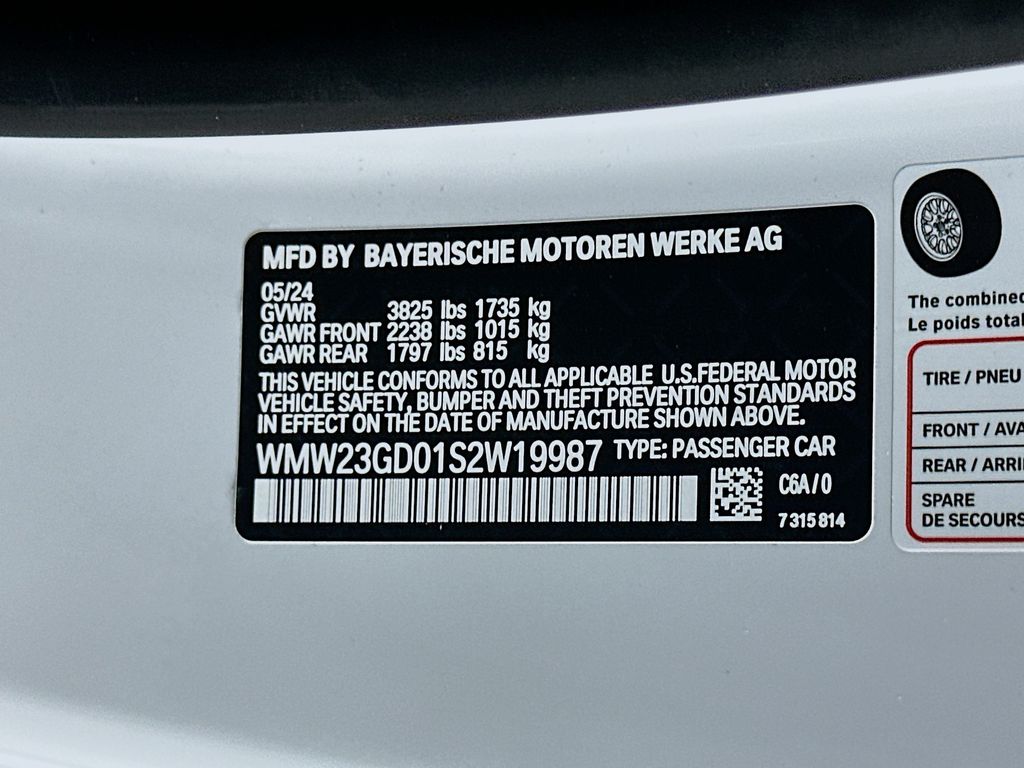 MFD BY BAYERISCHE MOTOREN WERKE AG
05/24
GVWR 3825 lbs 1735 kg
GAWR FRONT 2238 lbs 1015 kg
GAWR REAR 1797 lbs 815 kg
THIS VEHICLE CONFORMS TO ALL APPLICABLE U.S.FEDERAL MOTOR
VEHICLE SAFETY, BUMPER AND THEFT PREVENTION STANDARDS
IN EFFECT ON THE DATE OF MANUFACTURE SHOWN ABOVE.
WMW23GD01S2W19987 TYPE: PASSENGER CAR
C6A/0
7 315 814
The combined
Le poids total
TIRE / PNEU
FRONT / AVA
REAR / ARRI
SPARE
DE SECOURS